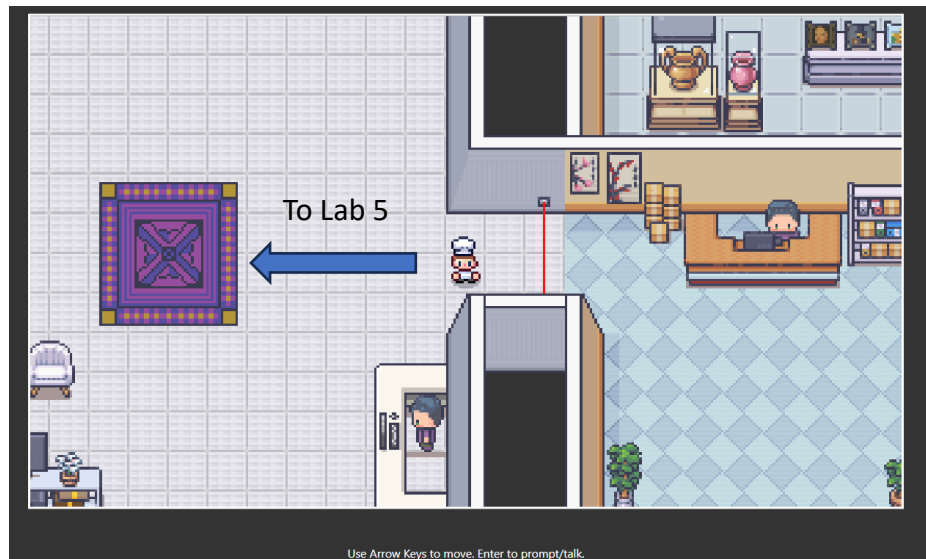 To Lab 5
Use Arrow Keys to move. Enter to prompt/talk.